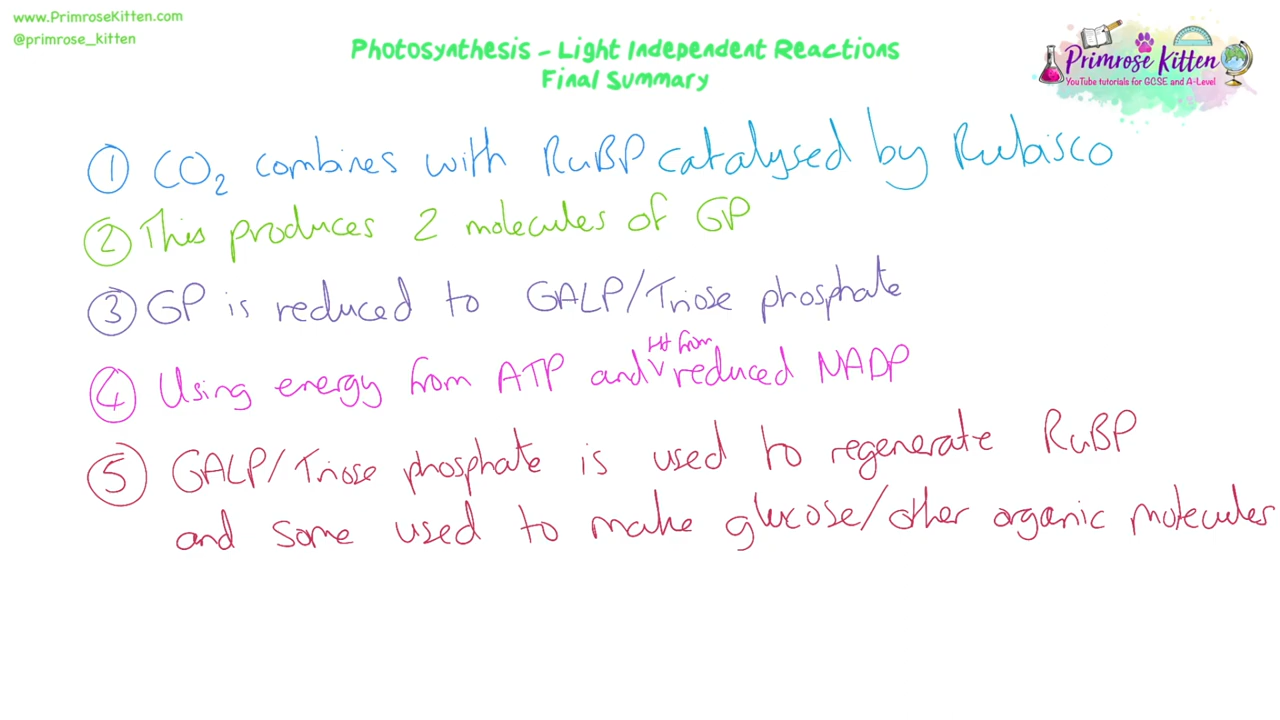 www.PrimroseKitten.com
@primrose_kitten
Photosynthesis - Light Independent Reactions
Final Summary
Primrose Kitten
YouTube tutorials for GCSE and A-Level
① CO₂ combines with RuBP catalysed by Rubisco
② This produces 2 molecules of GP
③ GP is reduced to GALP/Triose phosphate
H+ from
④ Using energy from ATP and ∨ reduced NADP
⑤ GALP/Triose phosphate is used to regenerate RuBP
and some used to make glucose/other organic molecules